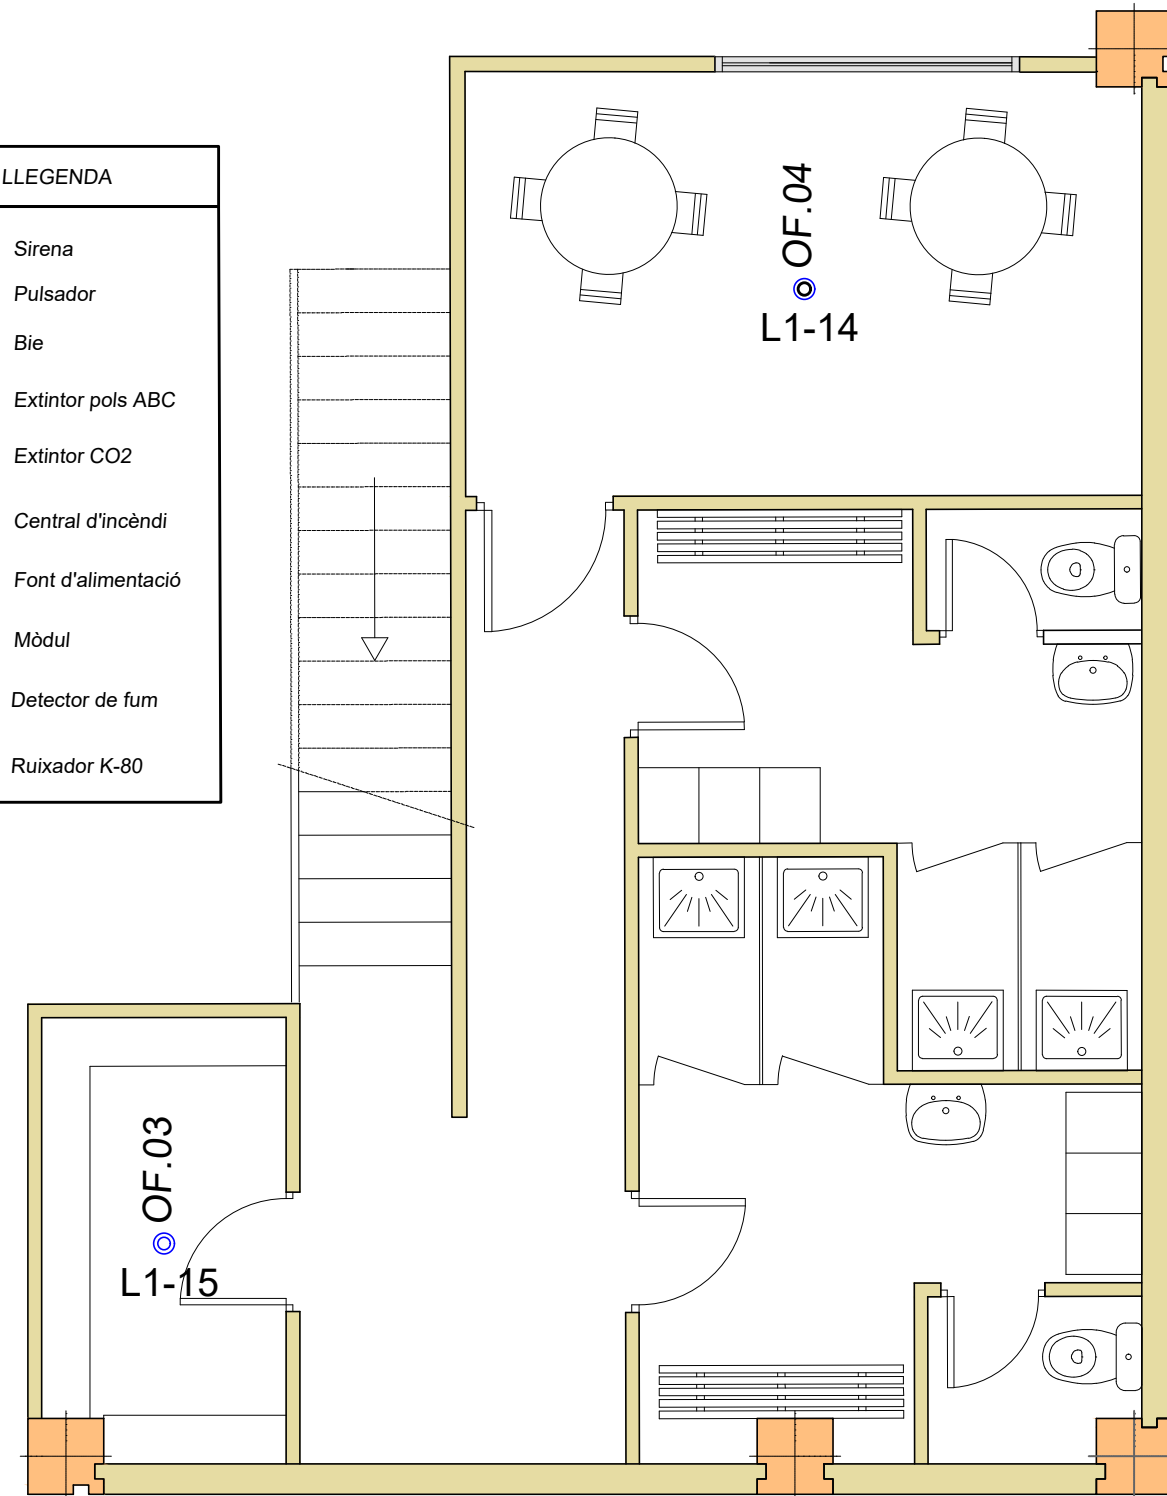 LLEGENDA
Sirena
Pulsador
Bie
Extintor pols ABC
Extintor CO2
Central d'incèndi
Font d'alimentació
Mòdul
Detector de fum
Ruixador K-80
OF.04
L1-14
OF.03
L1-15